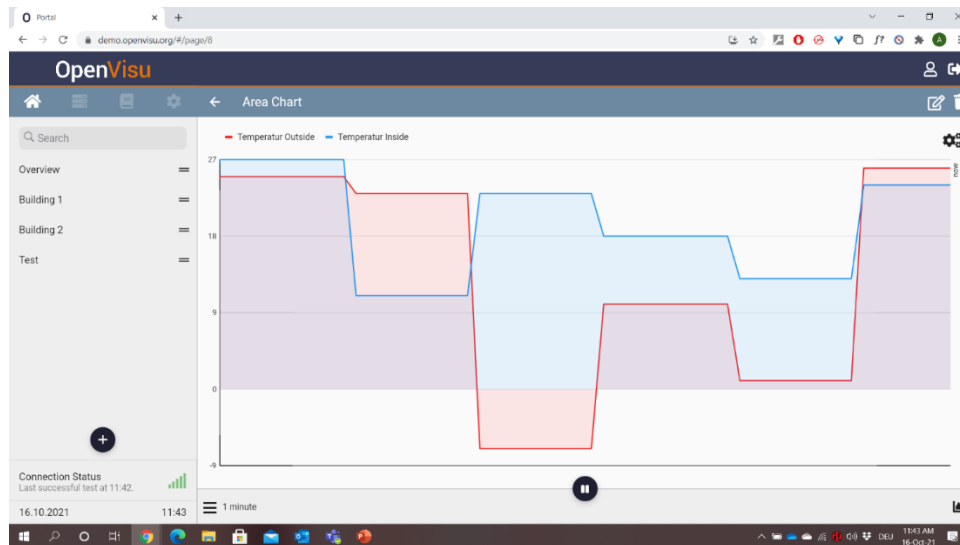 Portal
demo.openvisu.org/#/page/8
OpenVisu
Area Chart
Search
Overview
Building 1
Building 2
Test
Connection Status
Last successful test at 11:42.
16.10.2021 11:43
Temperatur Outside Temperatur Inside
27
18
9
0
-9
now
1 minute
DEU
11:43 AM
16-Oct-21